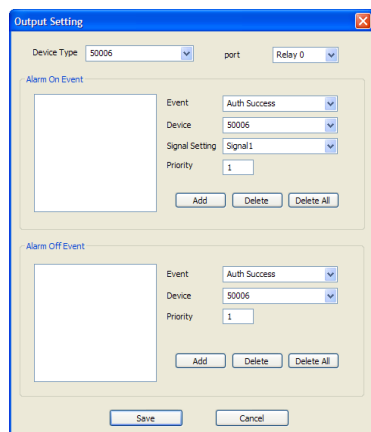 Output Setting
Device Type 50006 port Relay 0
Alarm On Event
Event Auth Success
Device 50006
Signal Setting Signal1
Priority 1
Add Delete Delete All
Alarm Off Event
Event Auth Success
Device 50006
Priority 1
Add Delete Delete All
Save Cancel